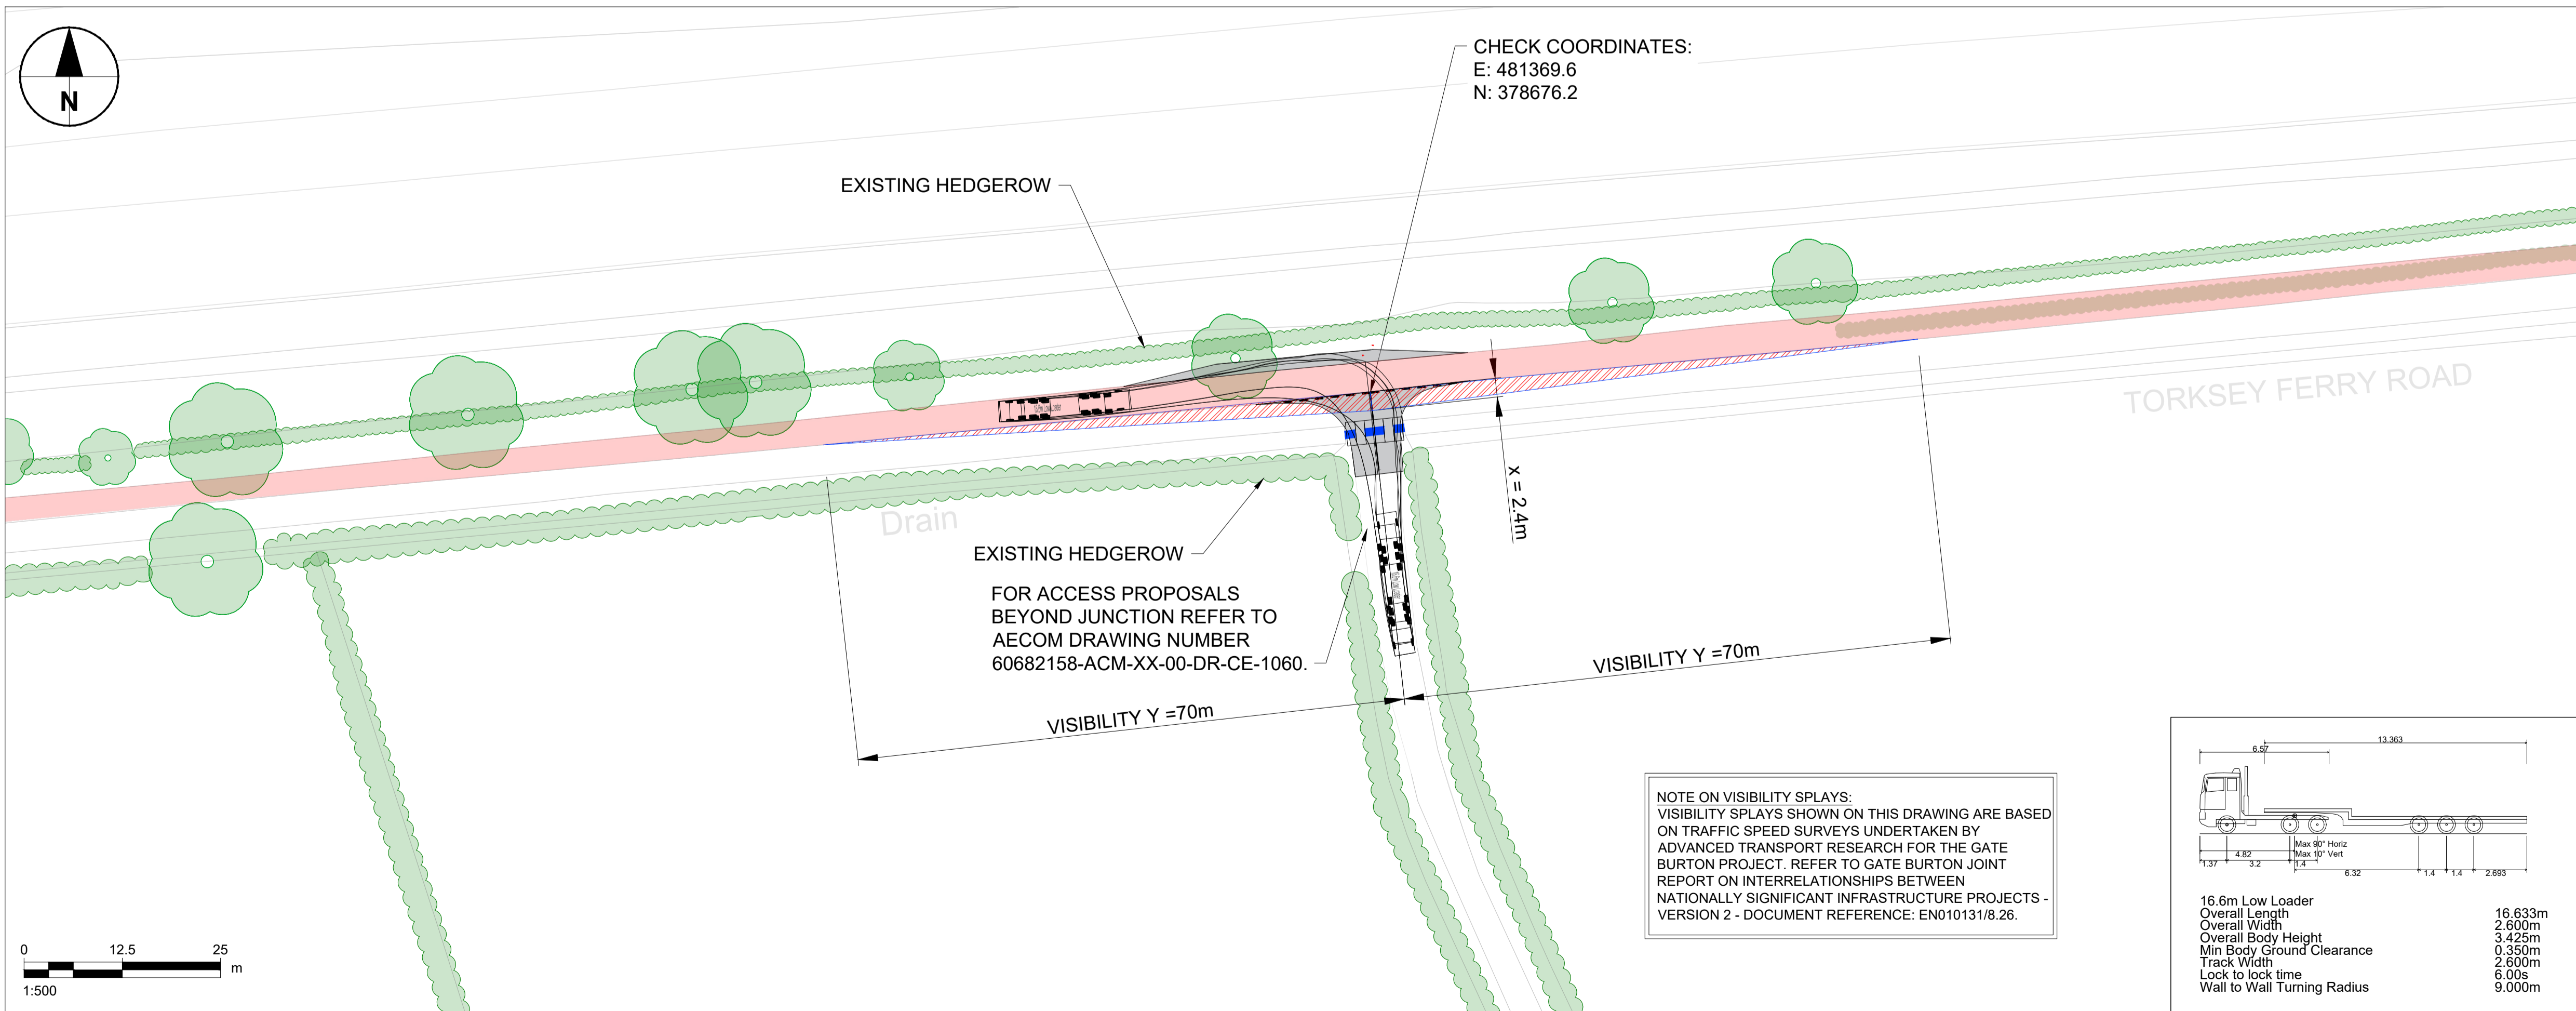 N
CHECK COORDINATES:
E: 481369.6
N: 378676.2
EXISTING HEDGEROW
TORKSEY FERRY ROAD
x = 2.4m
Drain
EXISTING HEDGEROW
FOR ACCESS PROPOSALS
BEYOND JUNCTION REFER TO
AECOM DRAWING NUMBER
60682158-ACM-XX-00-DR-CE-1060.
VISIBILITY Y =70m
VISIBILITY Y =70m
NOTE ON VISIBILITY SPLAYS:
VISIBILITY SPLAYS SHOWN ON THIS DRAWING ARE BASED
ON TRAFFIC SPEED SURVEYS UNDERTAKEN BY
ADVANCED TRANSPORT RESEARCH FOR THE GATE
BURTON PROJECT. REFER TO GATE BURTON JOINT
REPORT ON INTERRELATIONSHIPS BETWEEN
NATIONALLY SIGNIFICANT INFRASTRUCTURE PROJECTS -
VERSION 2 - DOCUMENT REFERENCE: EN010131/8.26.
13.363
6.57
Max 90° Horiz
Max 10° Vert
4.82
1.37 3.2 1.4
6.32 1.4 1.4 2.693
16.6m Low Loader
Overall Length 16.633m
Overall Width 2.600m
Overall Body Height 3.425m
Min Body Ground Clearance 0.350m
Track Width 2.600m
Lock to lock time 6.00s
Wall to Wall Turning Radius 9.000m
0 12.5 25
m
1:500